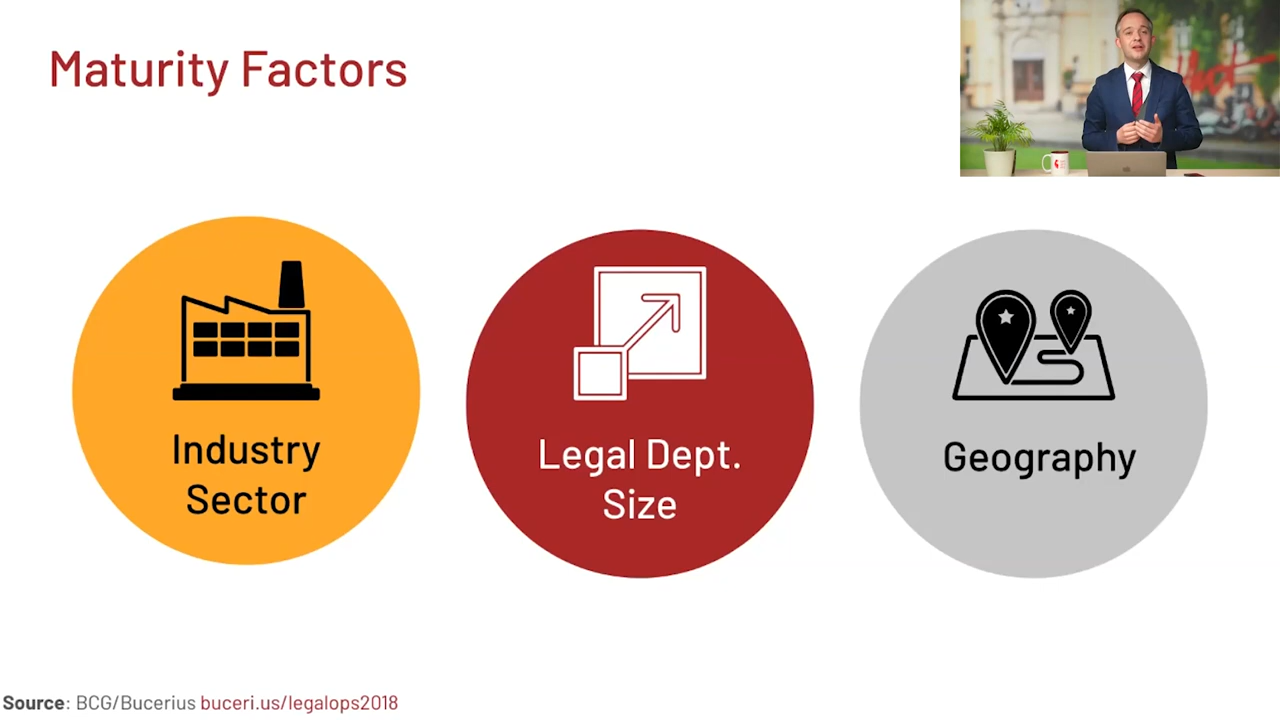 Maturity Factors
Industry
Sector
Legal Dept.
Size
Geography
Source: BCG/Bucerius buceri.us/legalops2018